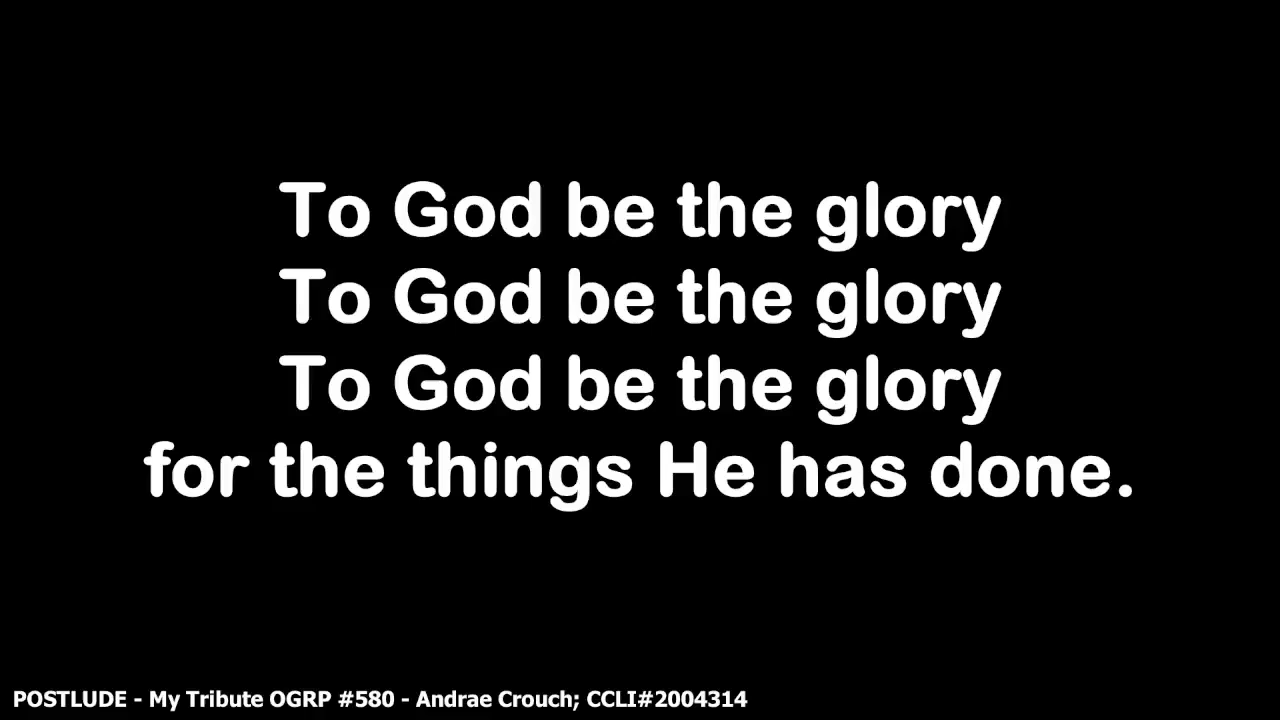 To God be the glory
To God be the glory
To God be the glory
for the things He has done.
POSTLUDE - My Tribute OGRP #580 - Andrae Crouch; CCLI#2004314